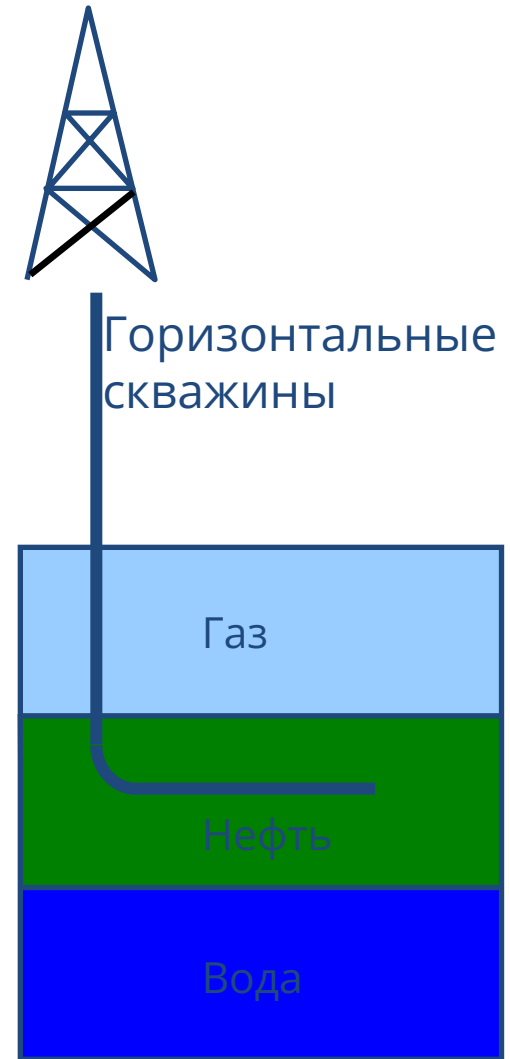 Горизонтальные
скважины
Газ
Нефть
Вода